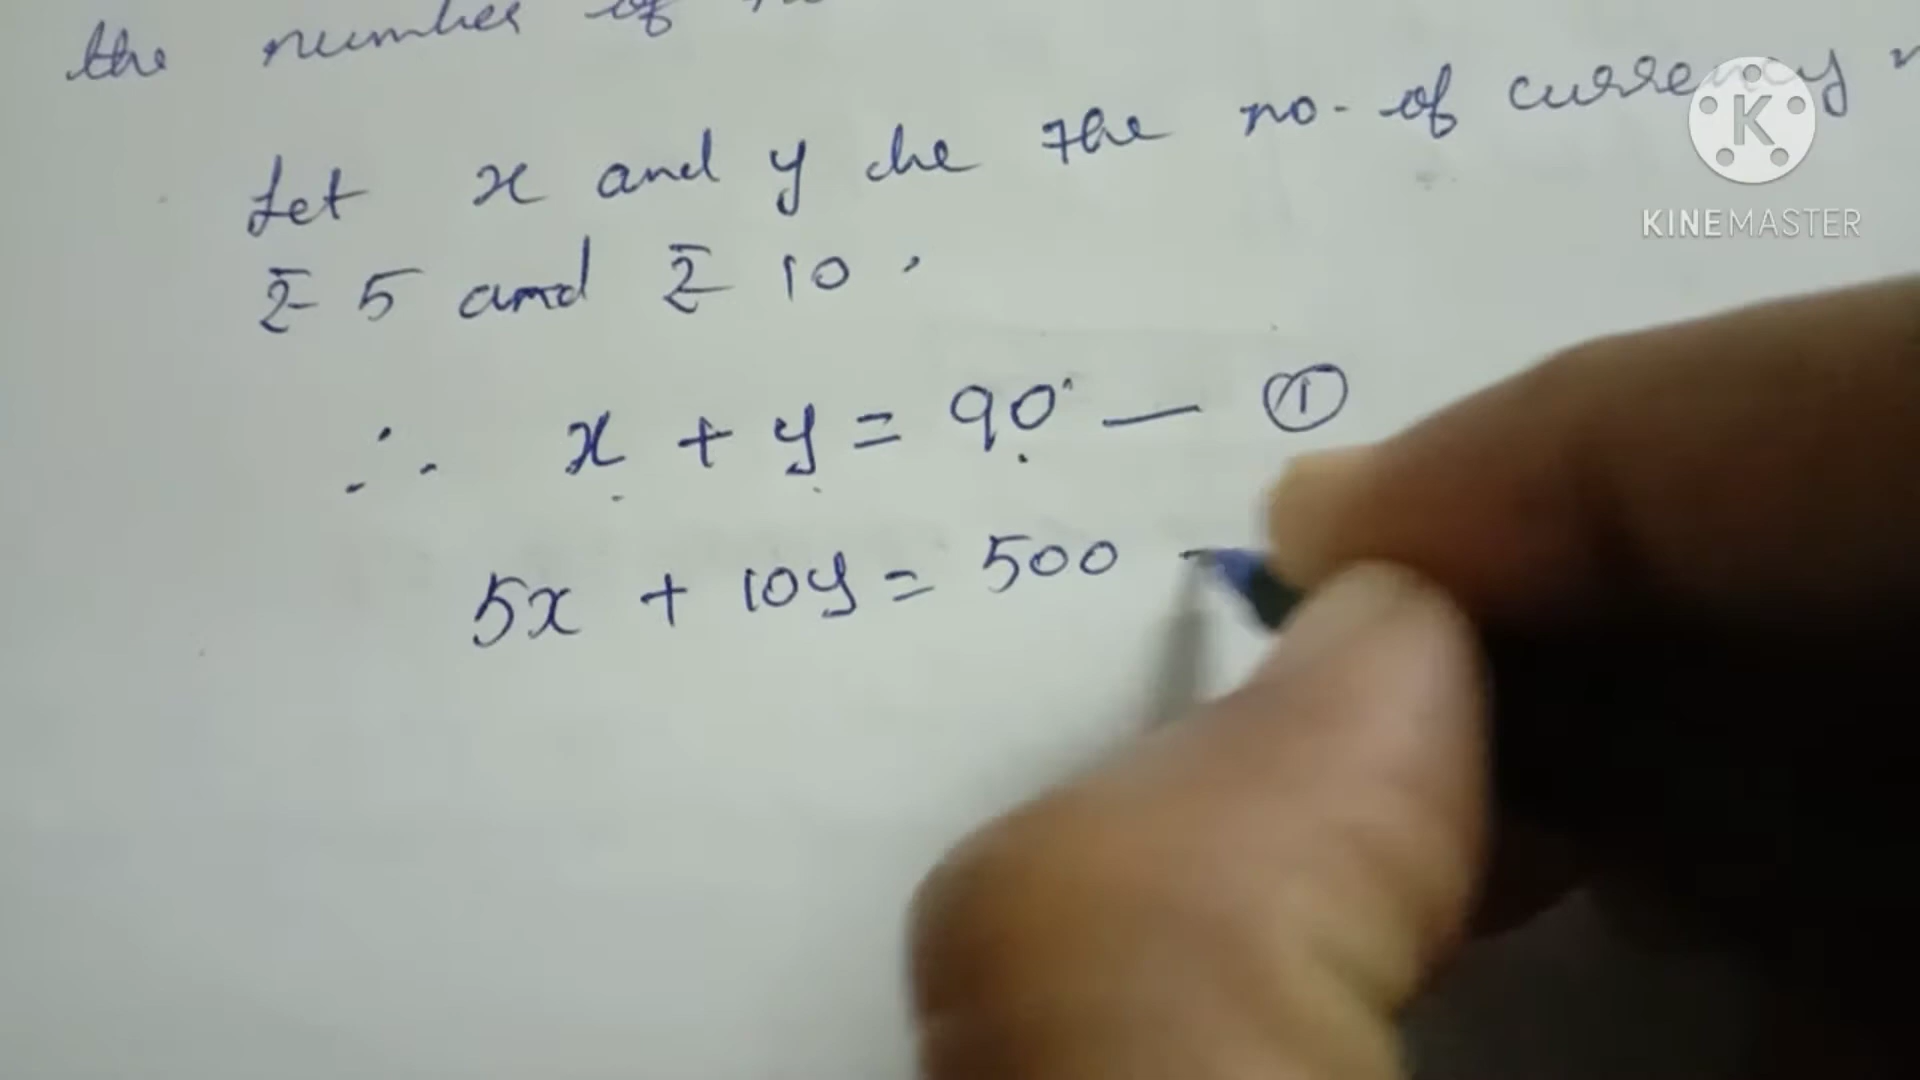 the number of
Let x and y be the no. of currency
₹ 5 and ₹ 10.
∴ x + y = 90 — ①
5x + 10y = 500 -
K
KINEMASTER